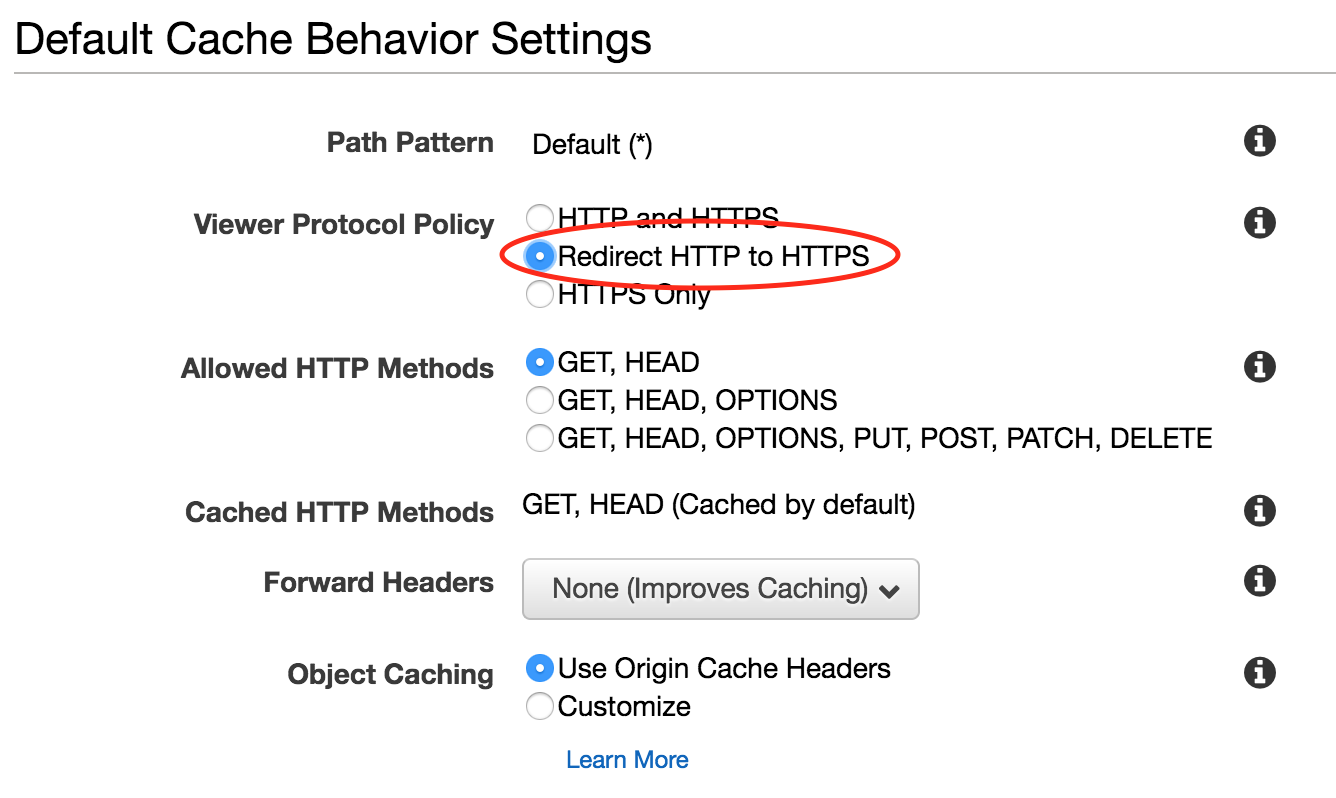 Default Cache Behavior Settings
Path Pattern Default (*)
Viewer Protocol Policy HTTP and HTTPS
Redirect HTTP to HTTPS
HTTPS Only
Allowed HTTP Methods GET, HEAD
GET, HEAD, OPTIONS
GET, HEAD, OPTIONS, PUT, POST, PATCH, DELETE
Cached HTTP Methods GET, HEAD (Cached by default)
Forward Headers None (Improves Caching)
Object Caching Use Origin Cache Headers
Customize
Learn More